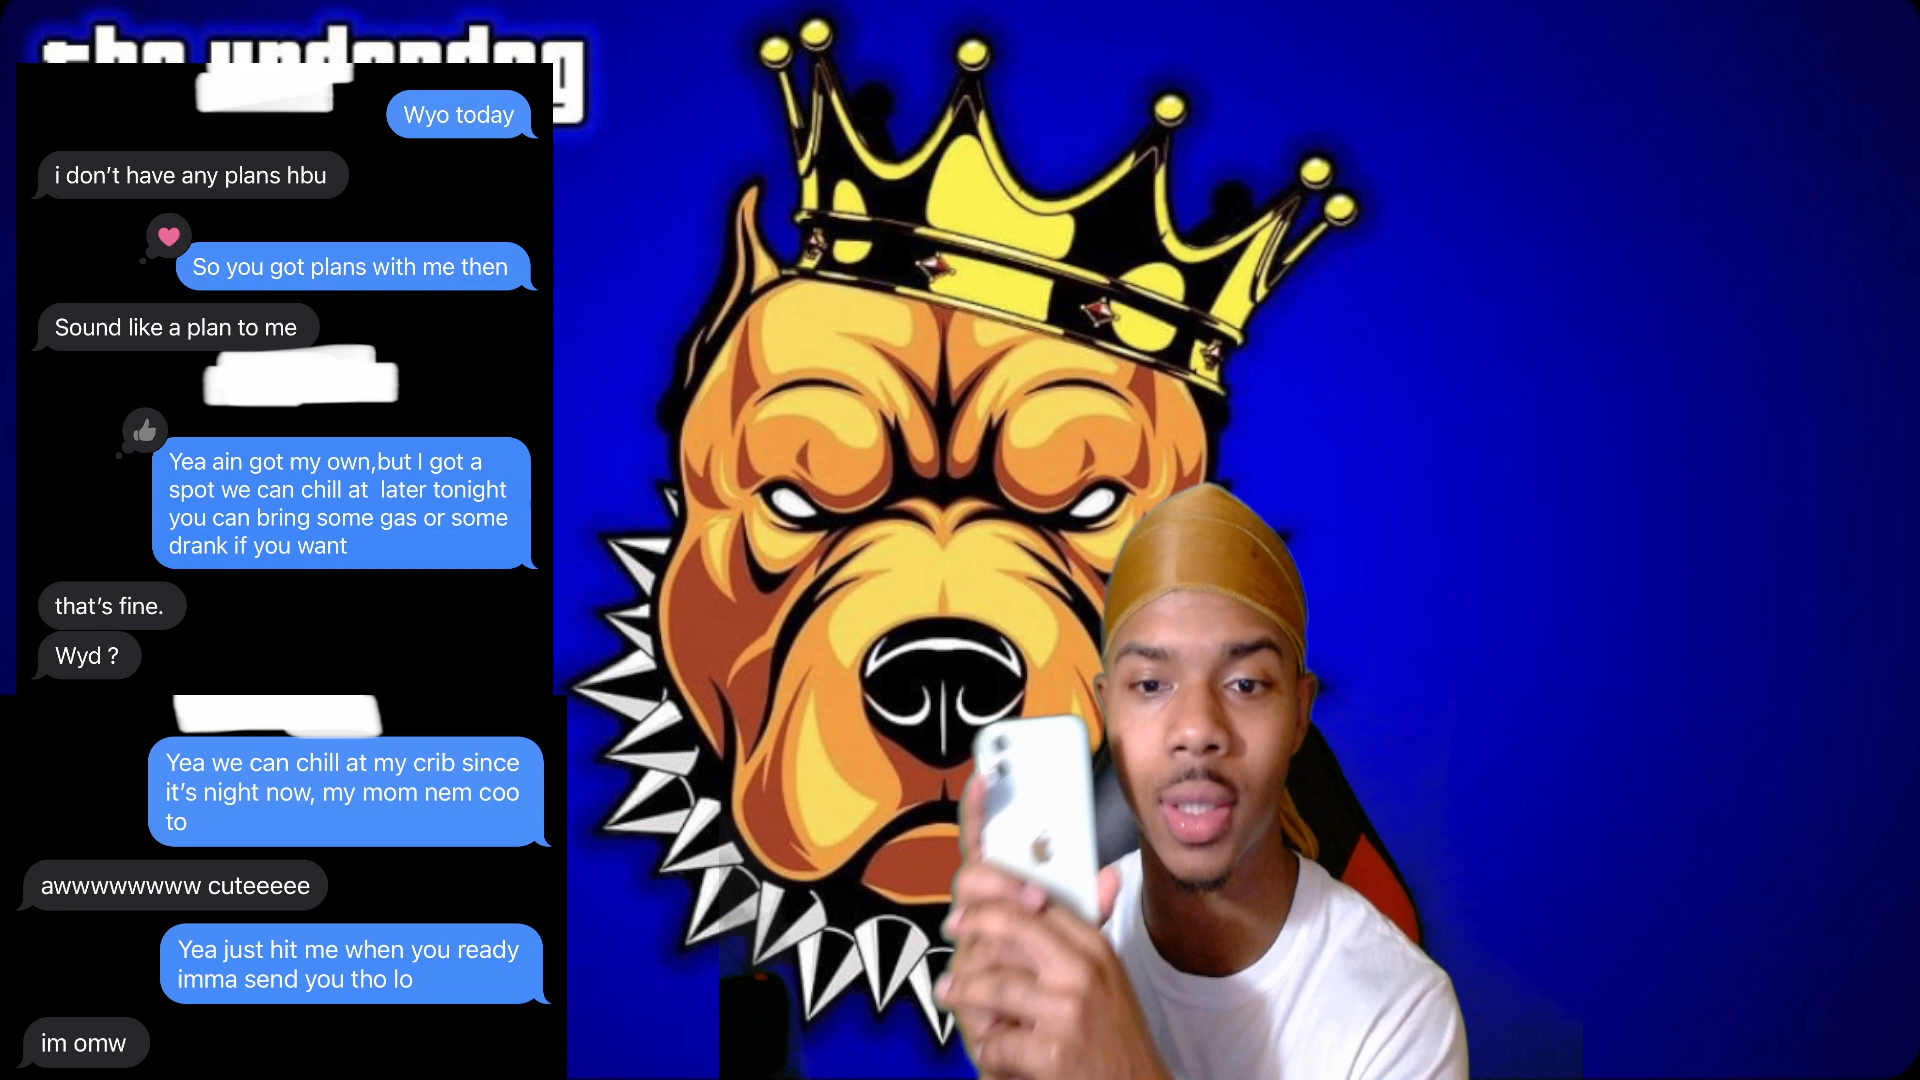 the underdog
Wyo today
i don’t have any plans hbu
So you got plans with me then
Sound like a plan to me
Yea ain got my own,but I got a
spot we can chill at  later tonight
you can bring some gas or some
drank if you want
that’s fine.
Wyd ?
Yea we can chill at my crib since
it’s night now, my mom nem coo
to
awwwwwwww cuteeeee
Yea just hit me when you ready
imma send you tho lo
im omw